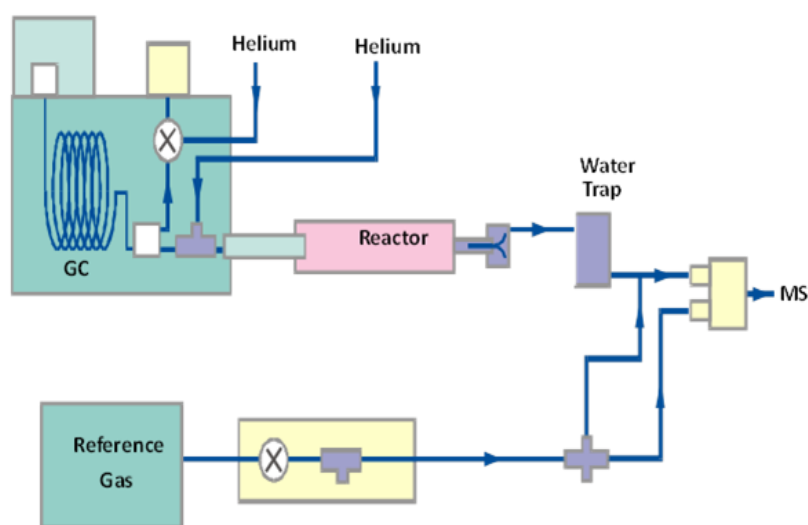 Helium
Helium
Water
Trap
Reactor
GC
MS
Reference
Gas